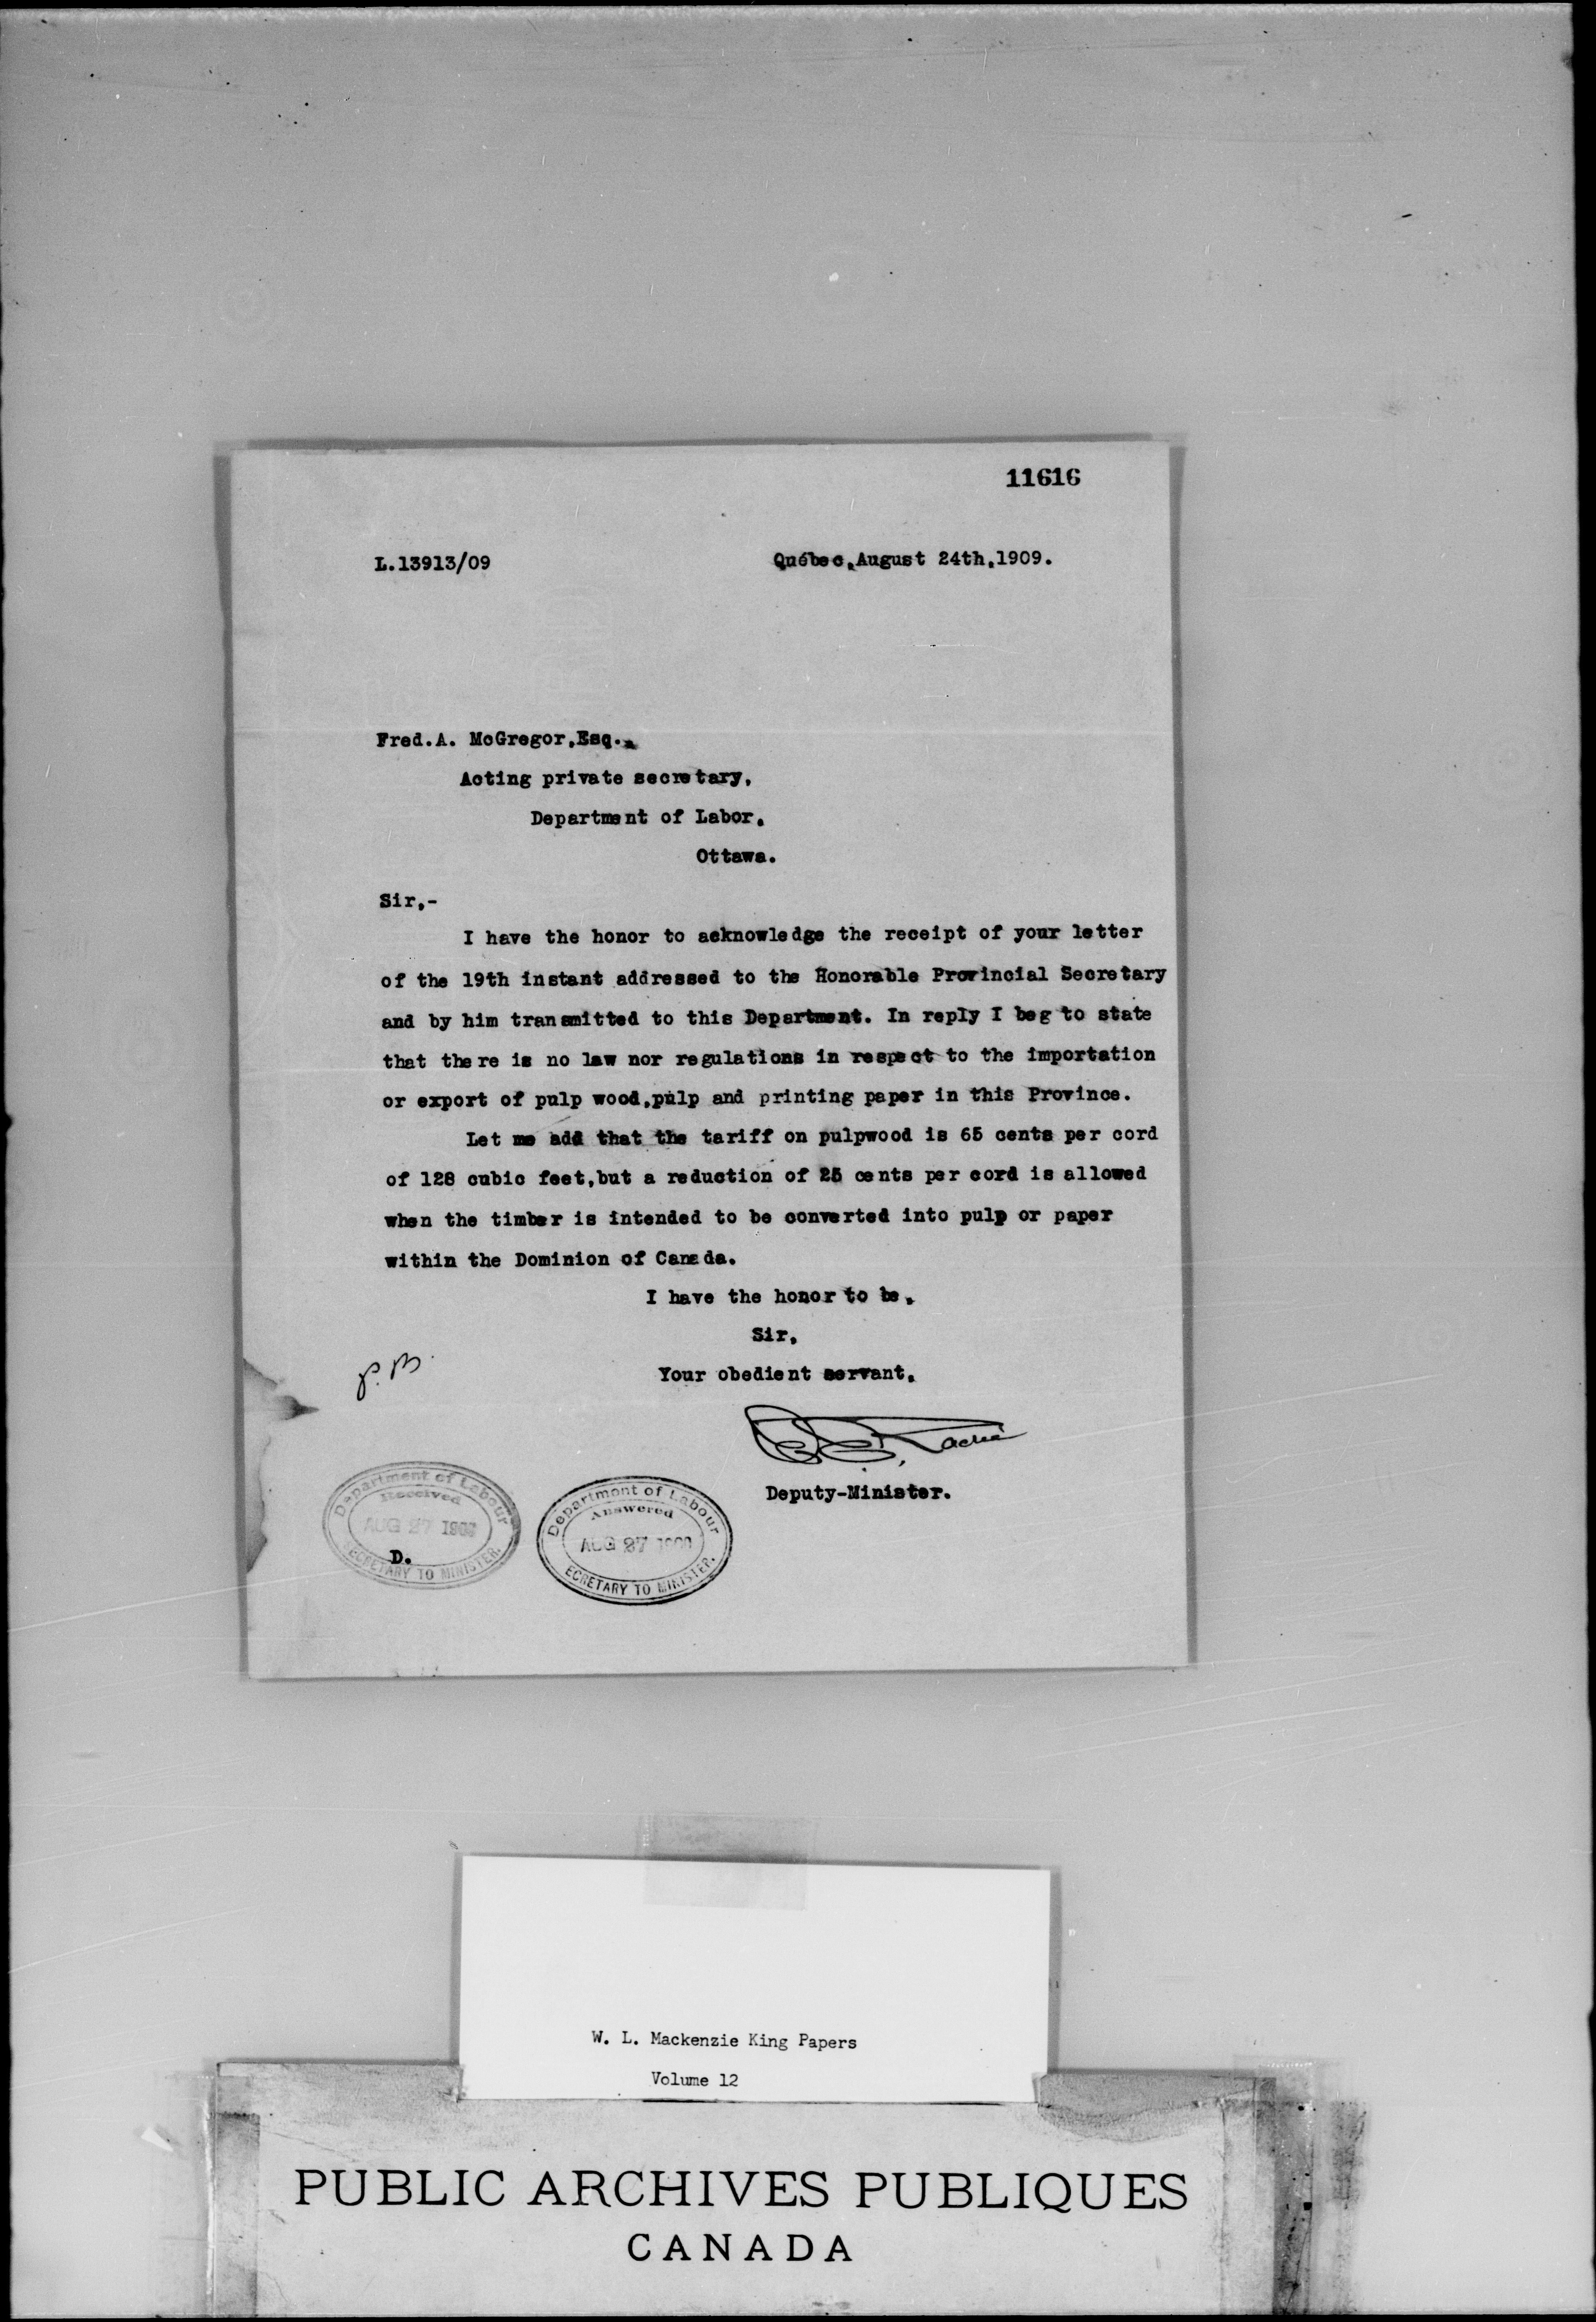 11616
L.13913/09
Québec,August 24th,1909.
Fred.A. McGregor,Esq.,
Acting private secretary,
Department of Labor,
Ottawa.
Sir,-
I have the honor to acknowledge the receipt of your letter
of the 19th instant addressed to the Honorable Provincial Secretary
and by him transmitted to this Department. In reply I beg to state
that there is no law nor regulations in respect to the importation
or export of pulp wood,pulp and printing paper in this Province.
Let me add that the tariff on pulpwood is 65 cents per cord
of 128 cubic feet,but a reduction of 25 cents per cord is allowed
when the timber is intended to be converted into pulp or paper
within the Dominion of Canada.
I have the honor to be,
Sir,
Your obedient servant,
Taché
Deputy-Minister.
Department of Labour
Received
AUG 27 1909
D.
SECRETARY TO MINISTER.
Department of Labour
Answered
AUG 27 1909
SECRETARY TO MINISTER.
W. L. Mackenzie King Papers
Volume 12
PUBLIC ARCHIVES PUBLIQUES
CANADA